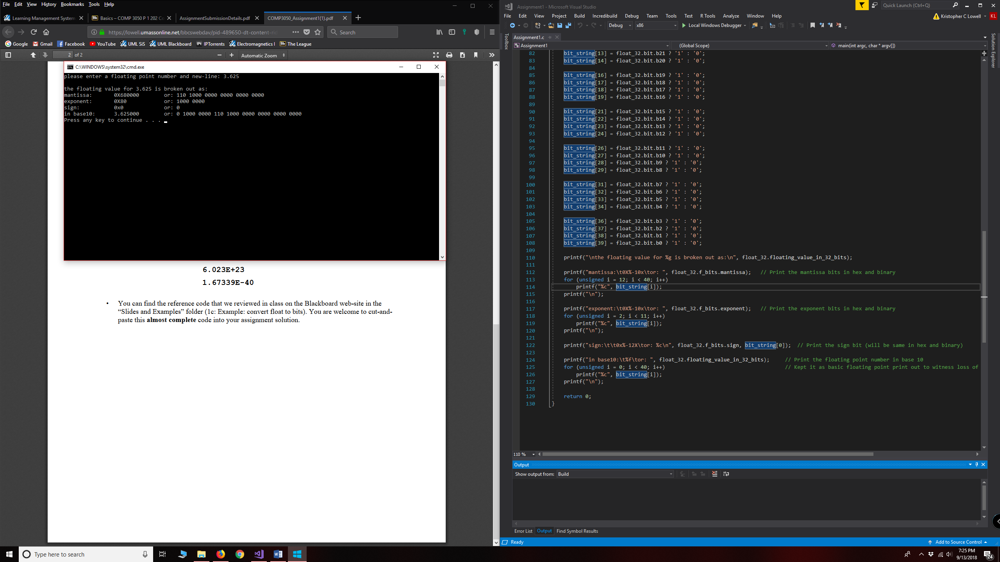 File Edit View History Bookmarks Tools Help
Learning Management System
Basics – COMP 3050 P 1 202 Co
AssignmentSubmissionDetails.pdf
COMP3050_Assignment1(1).pdf
https://lowell.umassonline.net/bbcswebdav/pid-489650-dt-content-rid
Search
Google Gmail Facebook YouTube UML SiS UML Blackboard IPTorrents Electromagnetics I The League
2 of 2
Automatic Zoom
C:\WINDOWS\system32\cmd.exe
please enter a floating point number and new-line: 3.625
the floating value for 3.625 is broken out as:
mantissa: 0X680000 or: 110 1000 0000 0000 0000 0000
exponent: 0X80 or: 1000 0000
sign: 0x0 or: 0
in base10: 3.625000 or: 0 1000 0000 110 1000 0000 0000 0000 0000
Press any key to continue . . .
6.023E+23
1.67339E-40
• You can find the reference code that we reviewed in class on the Blackboard web-site in the
“Slides and Examples” folder (1c: Example: convert float to bits). You are welcome to cut-and-
paste this almost complete code into your assignment solution.
Assignment1 - Microsoft Visual Studio
Quick Launch (Ctrl+Q)
File Edit View Project Build Incredibuild Debug Team Tools Test R Tools Analyze Window Help
Kristopher C Lowell KL
Debug x86 Local Windows Debugger
Toolbox
Solution Explorer
Assignment1.c
Assignment1 (Global Scope) main(int argc, char * argv[])
82 bit_string[13] = float_32.bit.b21 ? '1' : '0';
83 bit_string[14] = float_32.bit.b20 ? '1' : '0';
84
85 bit_string[16] = float_32.bit.b19 ? '1' : '0';
86 bit_string[17] = float_32.bit.b18 ? '1' : '0';
87 bit_string[18] = float_32.bit.b17 ? '1' : '0';
88 bit_string[19] = float_32.bit.b16 ? '1' : '0';
89
90 bit_string[21] = float_32.bit.b15 ? '1' : '0';
91 bit_string[22] = float_32.bit.b14 ? '1' : '0';
92 bit_string[23] = float_32.bit.b13 ? '1' : '0';
93 bit_string[24] = float_32.bit.b12 ? '1' : '0';
94
95 bit_string[26] = float_32.bit.b11 ? '1' : '0';
96 bit_string[27] = float_32.bit.b10 ? '1' : '0';
97 bit_string[28] = float_32.bit.b9 ? '1' : '0';
98 bit_string[29] = float_32.bit.b8 ? '1' : '0';
99
100 bit_string[31] = float_32.bit.b7 ? '1' : '0';
101 bit_string[32] = float_32.bit.b6 ? '1' : '0';
102 bit_string[33] = float_32.bit.b5 ? '1' : '0';
103 bit_string[34] = float_32.bit.b4 ? '1' : '0';
104
105 bit_string[36] = float_32.bit.b3 ? '1' : '0';
106 bit_string[37] = float_32.bit.b2 ? '1' : '0';
107 bit_string[38] = float_32.bit.b1 ? '1' : '0';
108 bit_string[39] = float_32.bit.b0 ? '1' : '0';
109
110 printf("\nthe floating value for %g is broken out as:\n", float_32.floating_value_in_32_bits);
111
112 printf("mantissa:\t0X%-10x\tor: ", float_32.f_bits.mantissa); // Print the mantissa bits in hex and binary
113 for (unsigned i = 12; i < 40; i++)
114 printf("%c", bit_string[i]);
115 printf("\n");
116
117 printf("exponent:\t0X%-10x\tor: ", float_32.f_bits.exponent); // Print the exponent bits in hex and binary
118 for (unsigned i = 2; i < 11; i++)
119 printf("%c", bit_string[i]);
120 printf("\n");
121
122 printf("sign:\t\t0x%-12X\tor: %c\n", float_32.f_bits.sign, bit_string[0]); // Print the sign bit (will be same in hex and binary)
123
124 printf("in base10:\t%f\tor: ", float_32.floating_value_in_32_bits); // Print the floating point number in base 10
125 for (unsigned i = 0; i < 40; i++) // Kept it as basic floating point print out to witness loss of
126 printf("%c", bit_string[i]);
127 printf("\n");
128
129 return 0;
130 }
110 %
Output
Show output from: Build
Error List Output Find Symbol Results
Ready
Add to Source Control
Type here to search
7:25 PM
9/13/2018
24